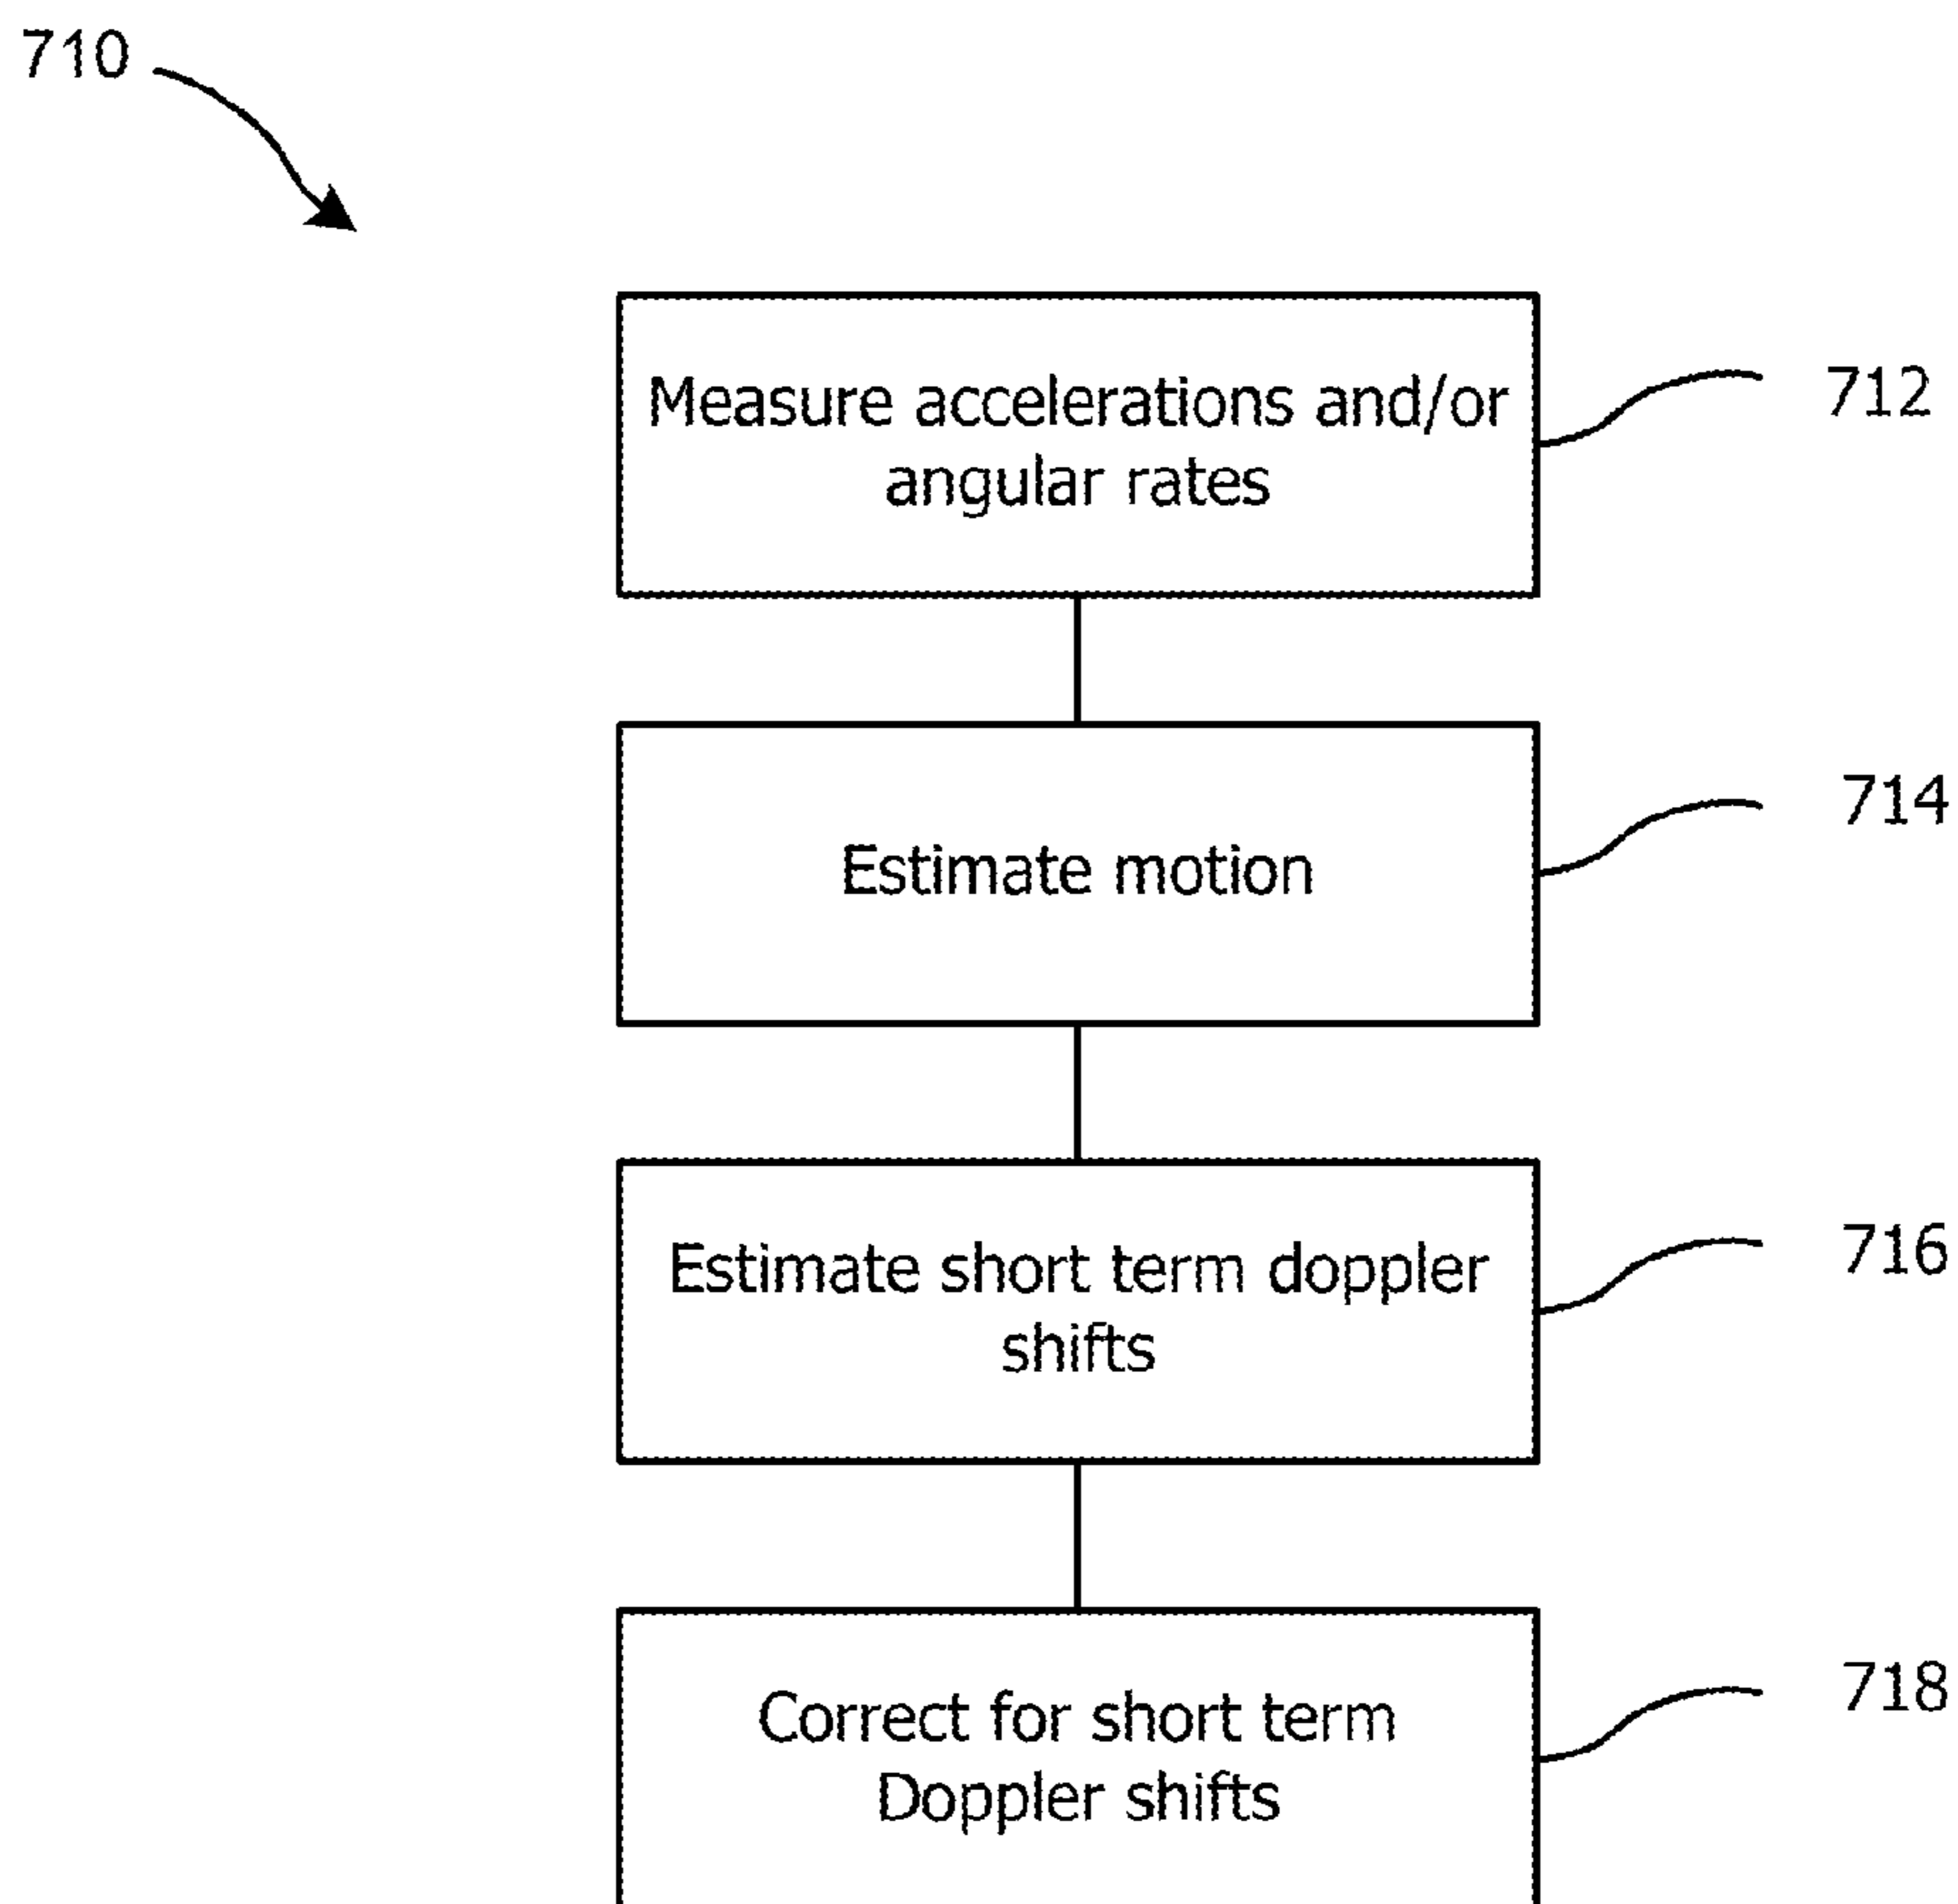 710
Measure accelerations and/or
angular rates
712
Estimate motion
714
Estimate short term doppler
shifts
716
Correct for short term
Doppler shifts
718